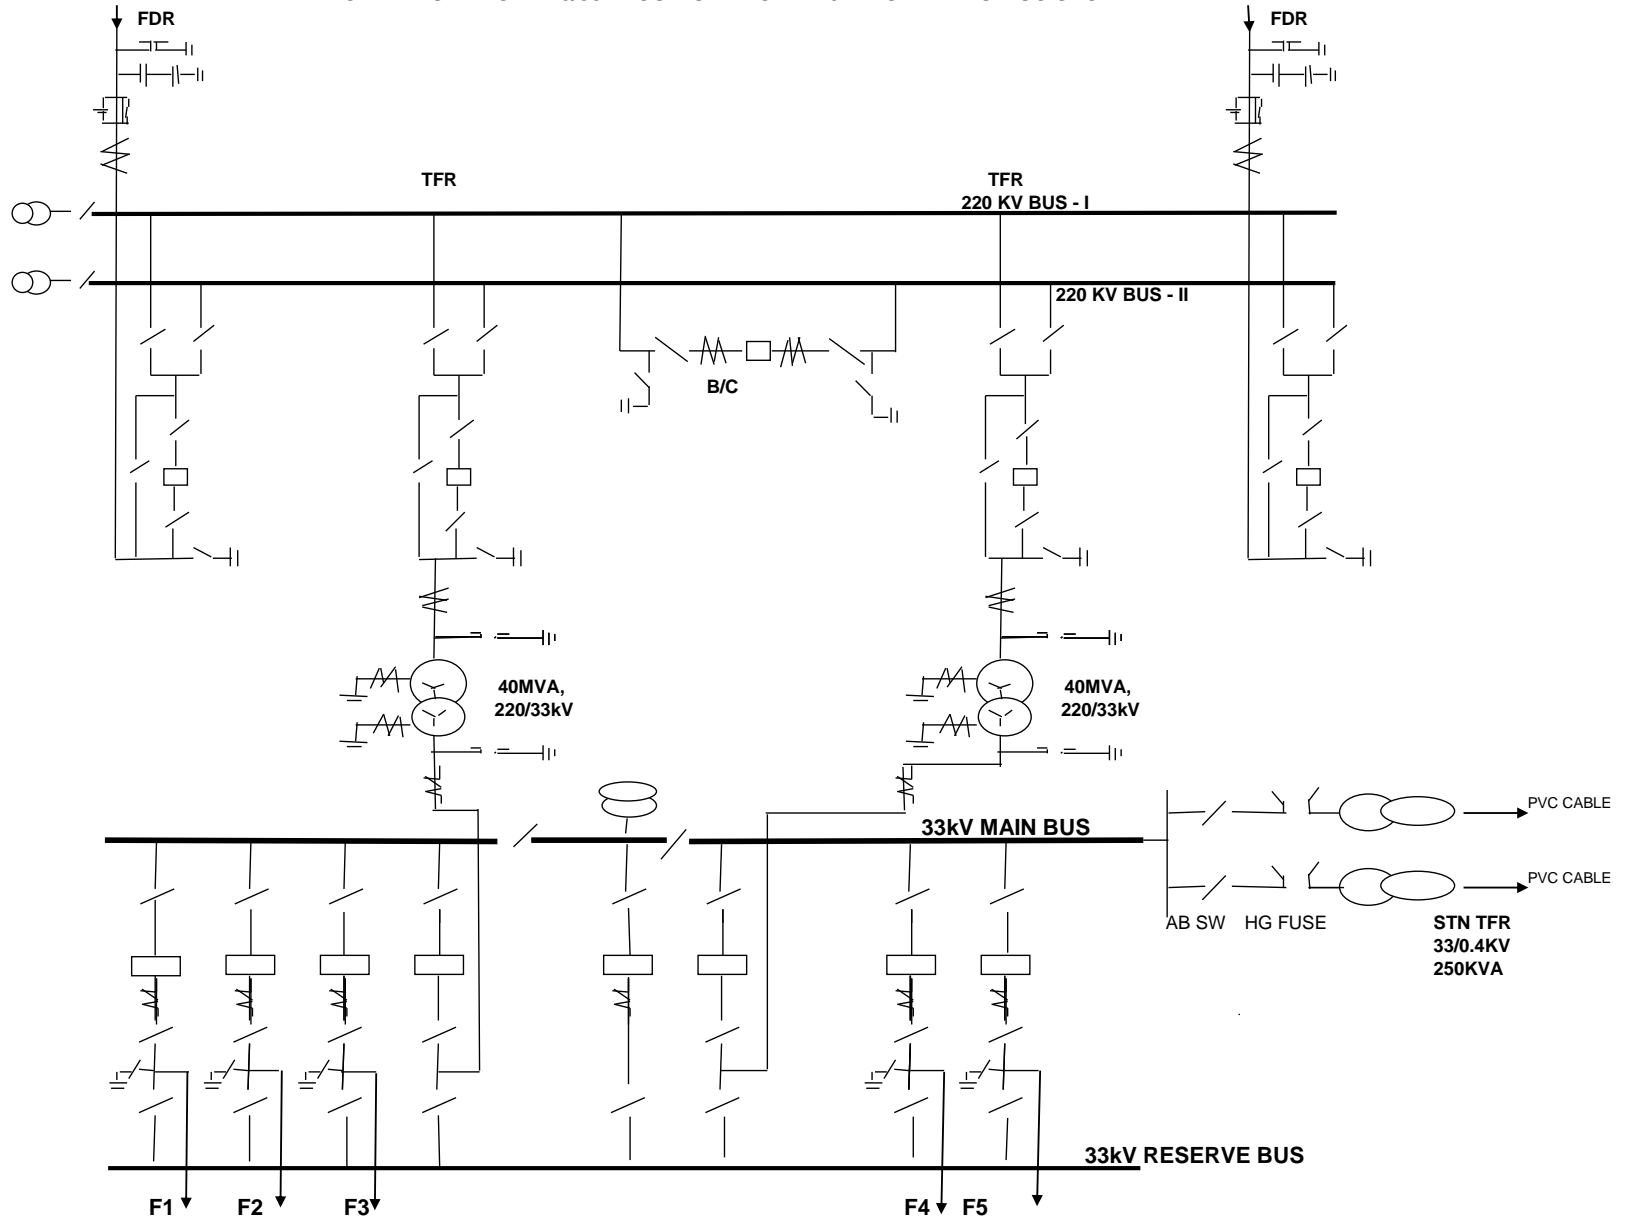 FDR
FDR
TFR
TFR
220 KV BUS - I
220 KV BUS - II
B/C
40MVA,
220/33kV
40MVA,
220/33kV
33kV MAIN BUS
PVC CABLE
PVC CABLE
AB SW
HG FUSE
STN TFR
33/0.4KV
250KVA
33kV RESERVE BUS
F1
F2
F3
F4
F5